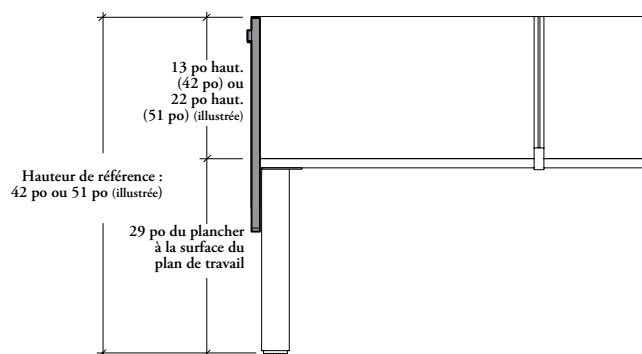 13 po haut.
(42 po) ou
22 po haut.
(51 po) (illustrée)
Hauteur de référence :
42 po ou 51 po (illustrée)
29 po du plancher
à la surface du
plan de travail